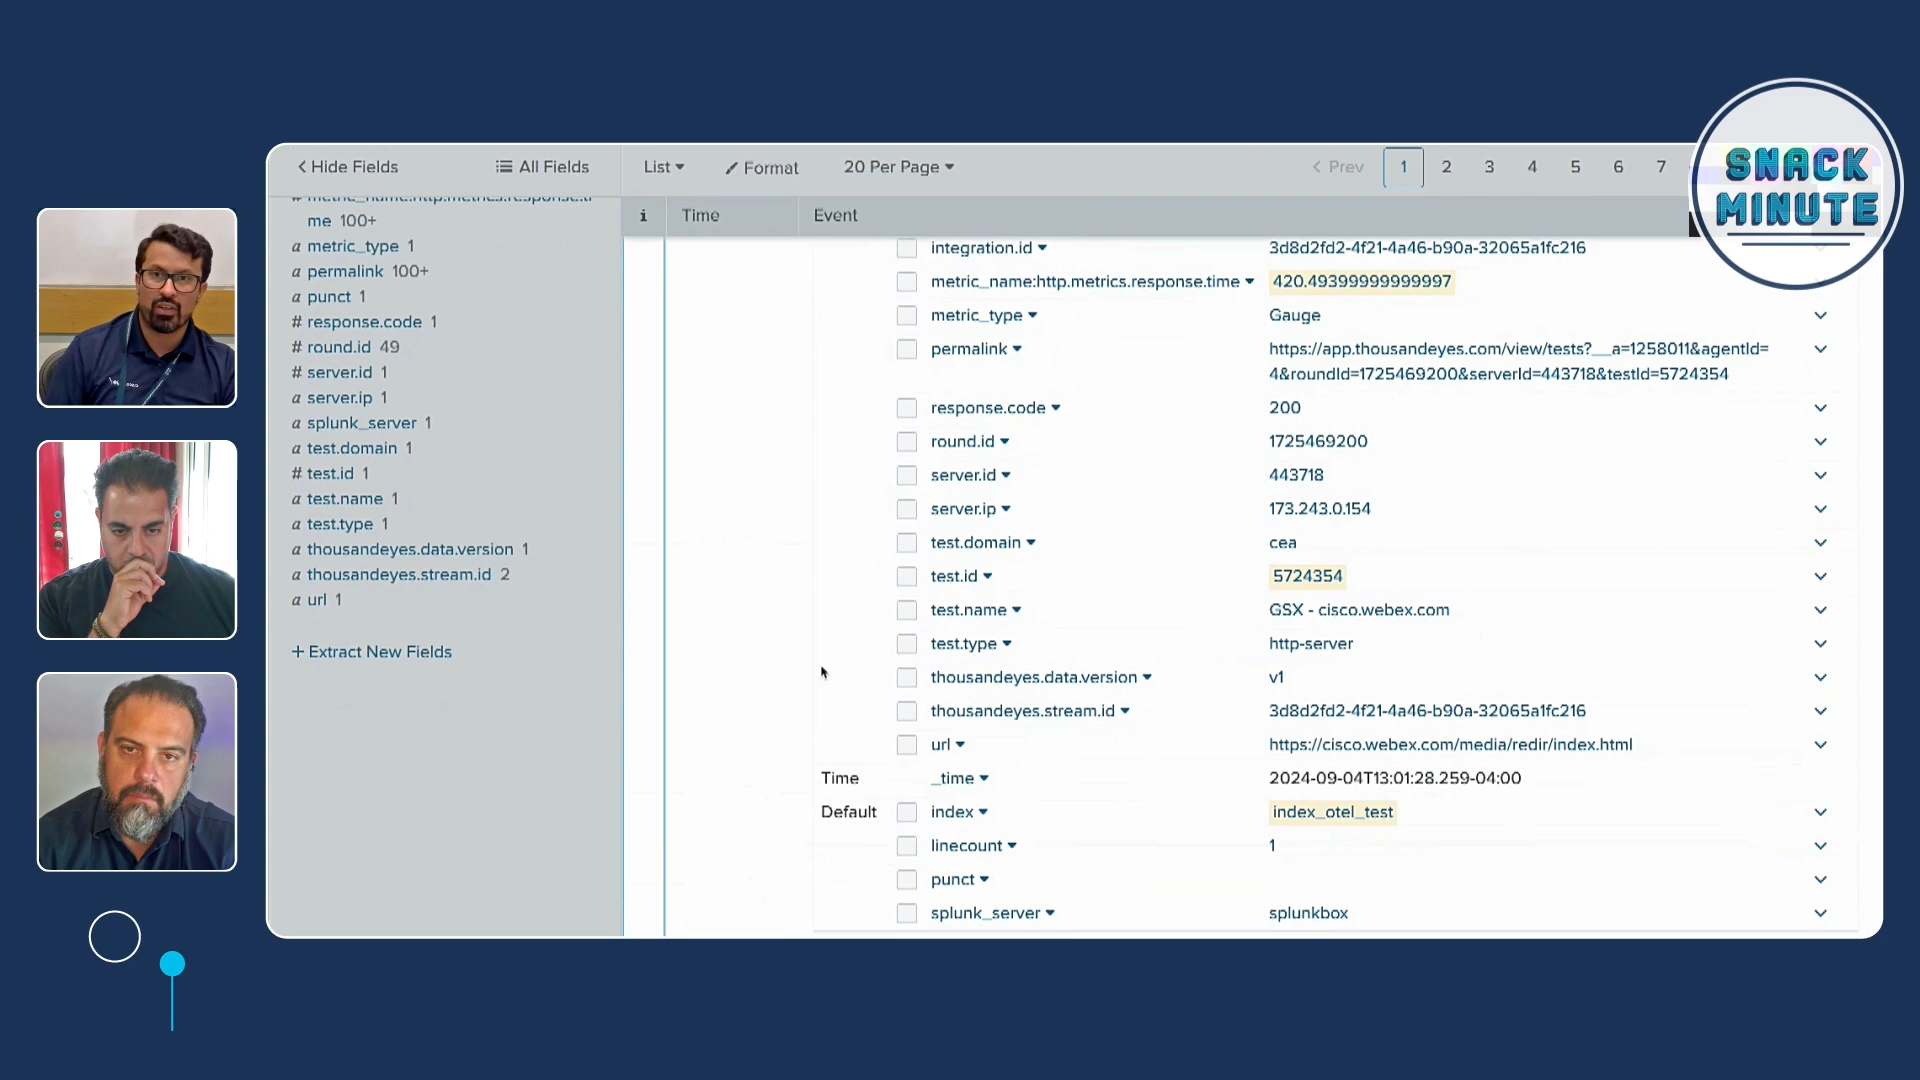 Hide Fields
All Fields
List
Format
20 Per Page
Prev
1
2
3
4
5
6
7
SNACK
MINUTE
i
Time
Event
# metric_name:http.metrics.response.ti
me 100+
a metric_type 1
a permalink 100+
a punct 1
# response.code 1
# round.id 49
# server.id 1
a server.ip 1
a splunk_server 1
a test.domain 1
# test.id 1
a test.name 1
a test.type 1
a thousandeyes.data.version 1
a thousandeyes.stream.id 2
a url 1
+ Extract New Fields
integration.id 3d8d2fd2-4f21-4a46-b90a-32065a1fc216
metric_name:http.metrics.response.time 420.49399999999997
metric_type Gauge
permalink https://app.thousandeyes.com/view/tests?__a=1258011&agentId=
4&roundId=1725469200&serverId=443718&testId=5724354
response.code 200
round.id 1725469200
server.id 443718
server.ip 173.243.0.154
test.domain cea
test.id 5724354
test.name GSX - cisco.webex.com
test.type http-server
thousandeyes.data.version v1
thousandeyes.stream.id 3d8d2fd2-4f21-4a46-b90a-32065a1fc216
url https://cisco.webex.com/media/redir/index.html
Time _time 2024-09-04T13:01:28.259-04:00
Default index index_otel_test
linecount 1
punct
splunk_server splunkbox